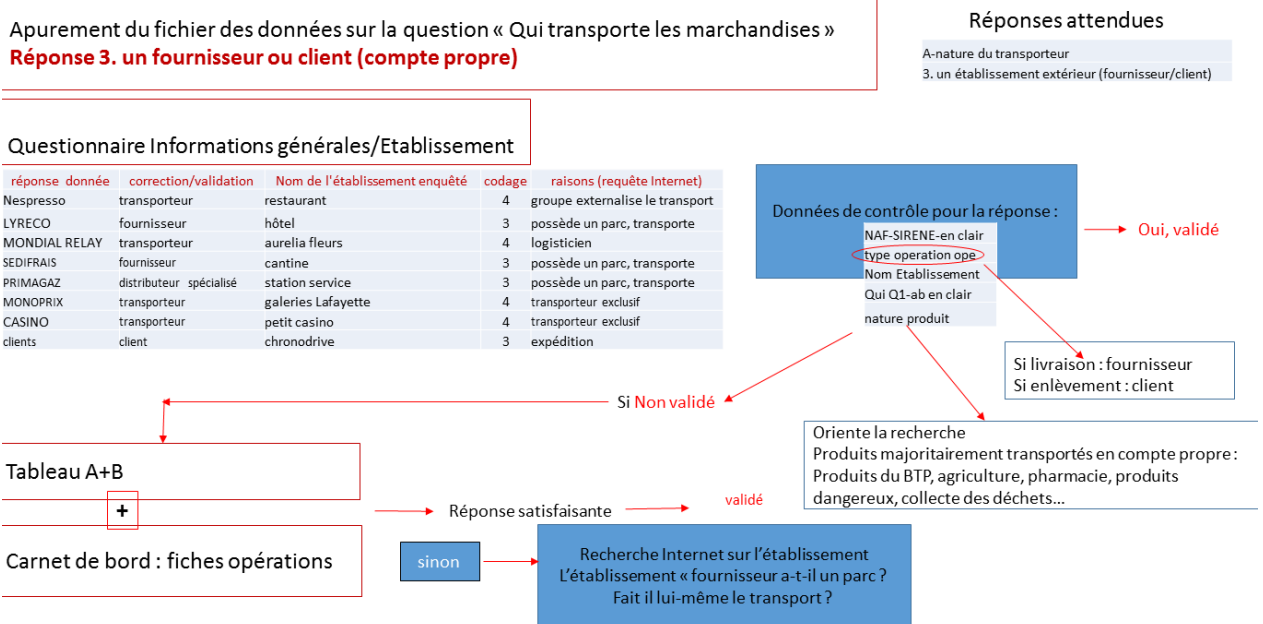 Apurement du fichier des données sur la question « Qui transporte les marchandises »
Réponse 3. un fournisseur ou client (compte propre)
Réponses attendues
A-nature du transporteur
3. un établissement extérieur (fournisseur/client)
Questionnaire Informations générales/Etablissement
réponse donnée correction/validation Nom de l'établissement enquêté codage raisons (requête Internet)
Nespresso transporteur restaurant 4 groupe externalise le transport
LYRECO fournisseur hôtel 3 possède un parc, transporte
MONDIAL RELAY transporteur aurelia fleurs 4 logisticien
SEDIFRAIS fournisseur cantine 3 possède un parc, transporte
PRIMAGAZ distributeur spécialisé station service 3 possède un parc, transporte
MONOPRIX transporteur galeries Lafayette 4 transporteur exclusif
CASINO transporteur petit casino 4 transporteur exclusif
clients client chronodrive 3 expédition
Données de contrôle pour la réponse :
NAF-SIRENE-en clair
type operation ope
Nom Etablissement
Qui Q1-ab en clair
nature produit
Oui, validé
Si livraison : fournisseur
Si enlèvement : client
Si Non validé
Oriente la recherche
Produits majoritairement transportés en compte propre :
Produits du BTP, agriculture, pharmacie, produits
dangereux, collecte des déchets...
Tableau A+B
+
Carnet de bord : fiches opérations
Réponse satisfaisante
validé
sinon
Recherche Internet sur l'établissement
L'établissement « fournisseur a-t-il un parc ?
Fait il lui-même le transport ?